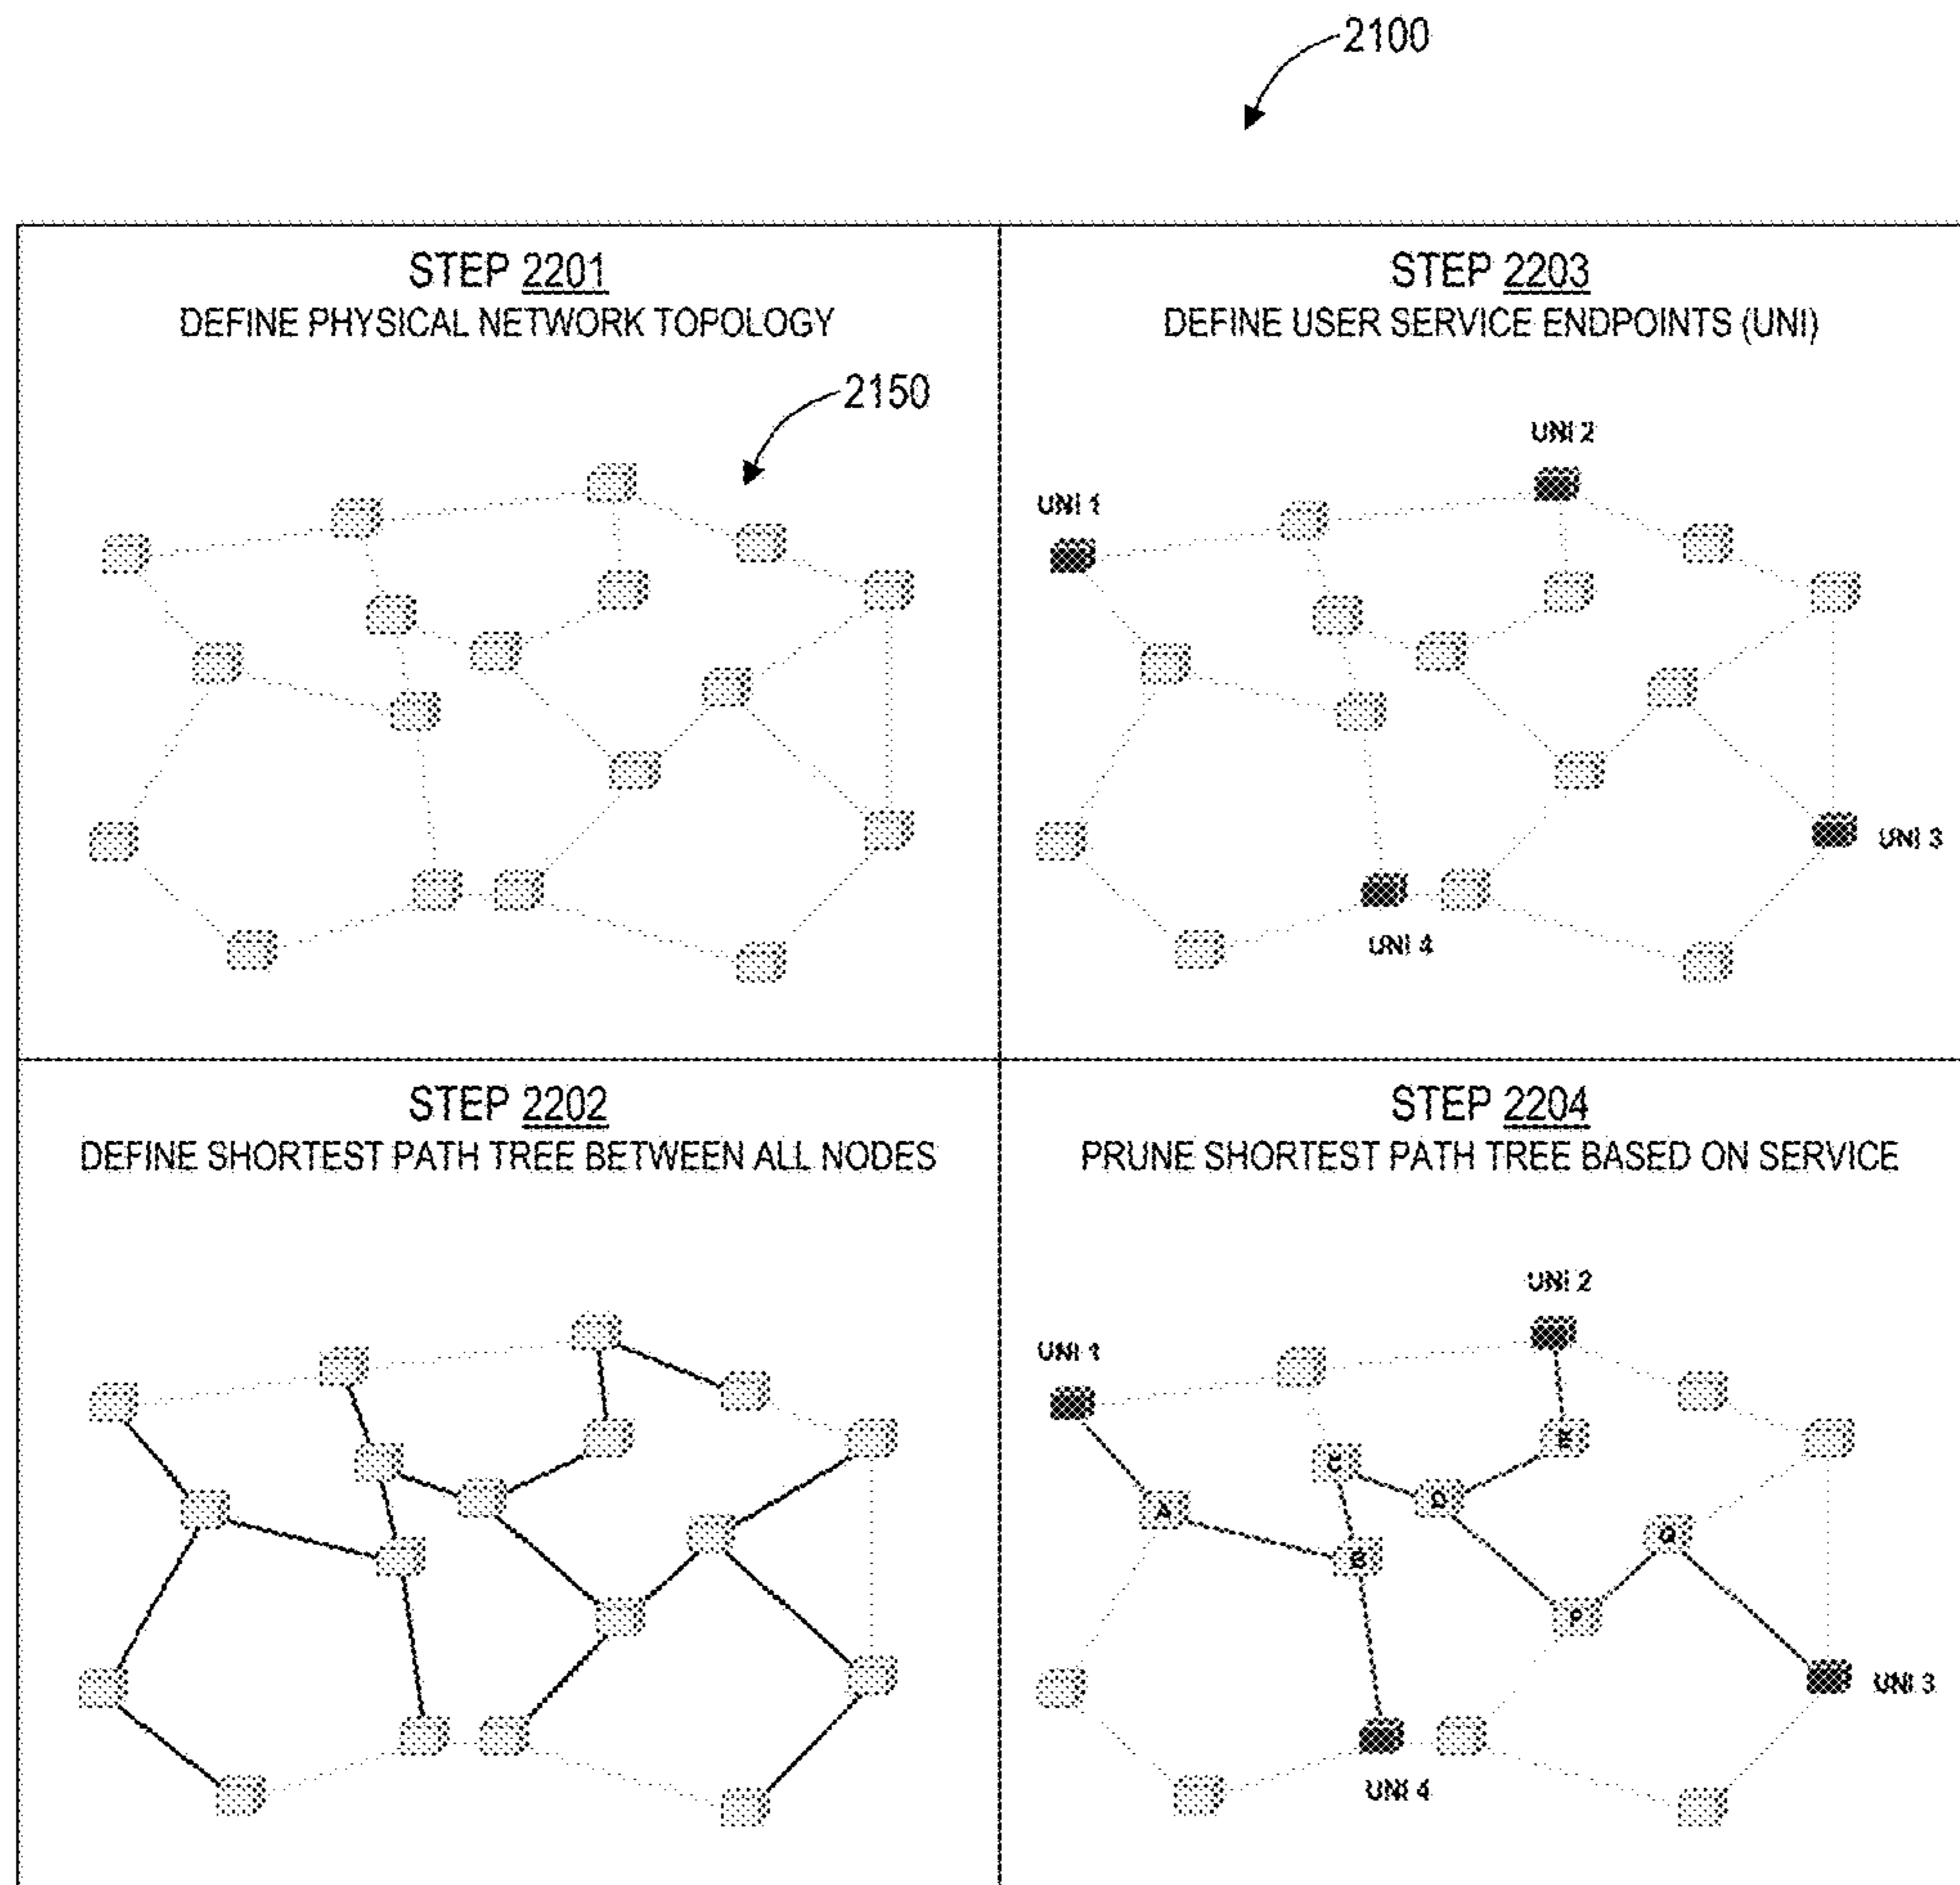 2100
STEP 2201
DEFINE PHYSICAL NETWORK TOPOLOGY
2150
STEP 2203
DEFINE USER SERVICE ENDPOINTS (UNI)
UNI 2
UNI 1
UNI 3
UNI 4
STEP 2202
DEFINE SHORTEST PATH TREE BETWEEN ALL NODES
STEP 2204
PRUNE SHORTEST PATH TREE BASED ON SERVICE
UNI 2
UNI 1
C
D
A
B
UNI 3
UNI 4